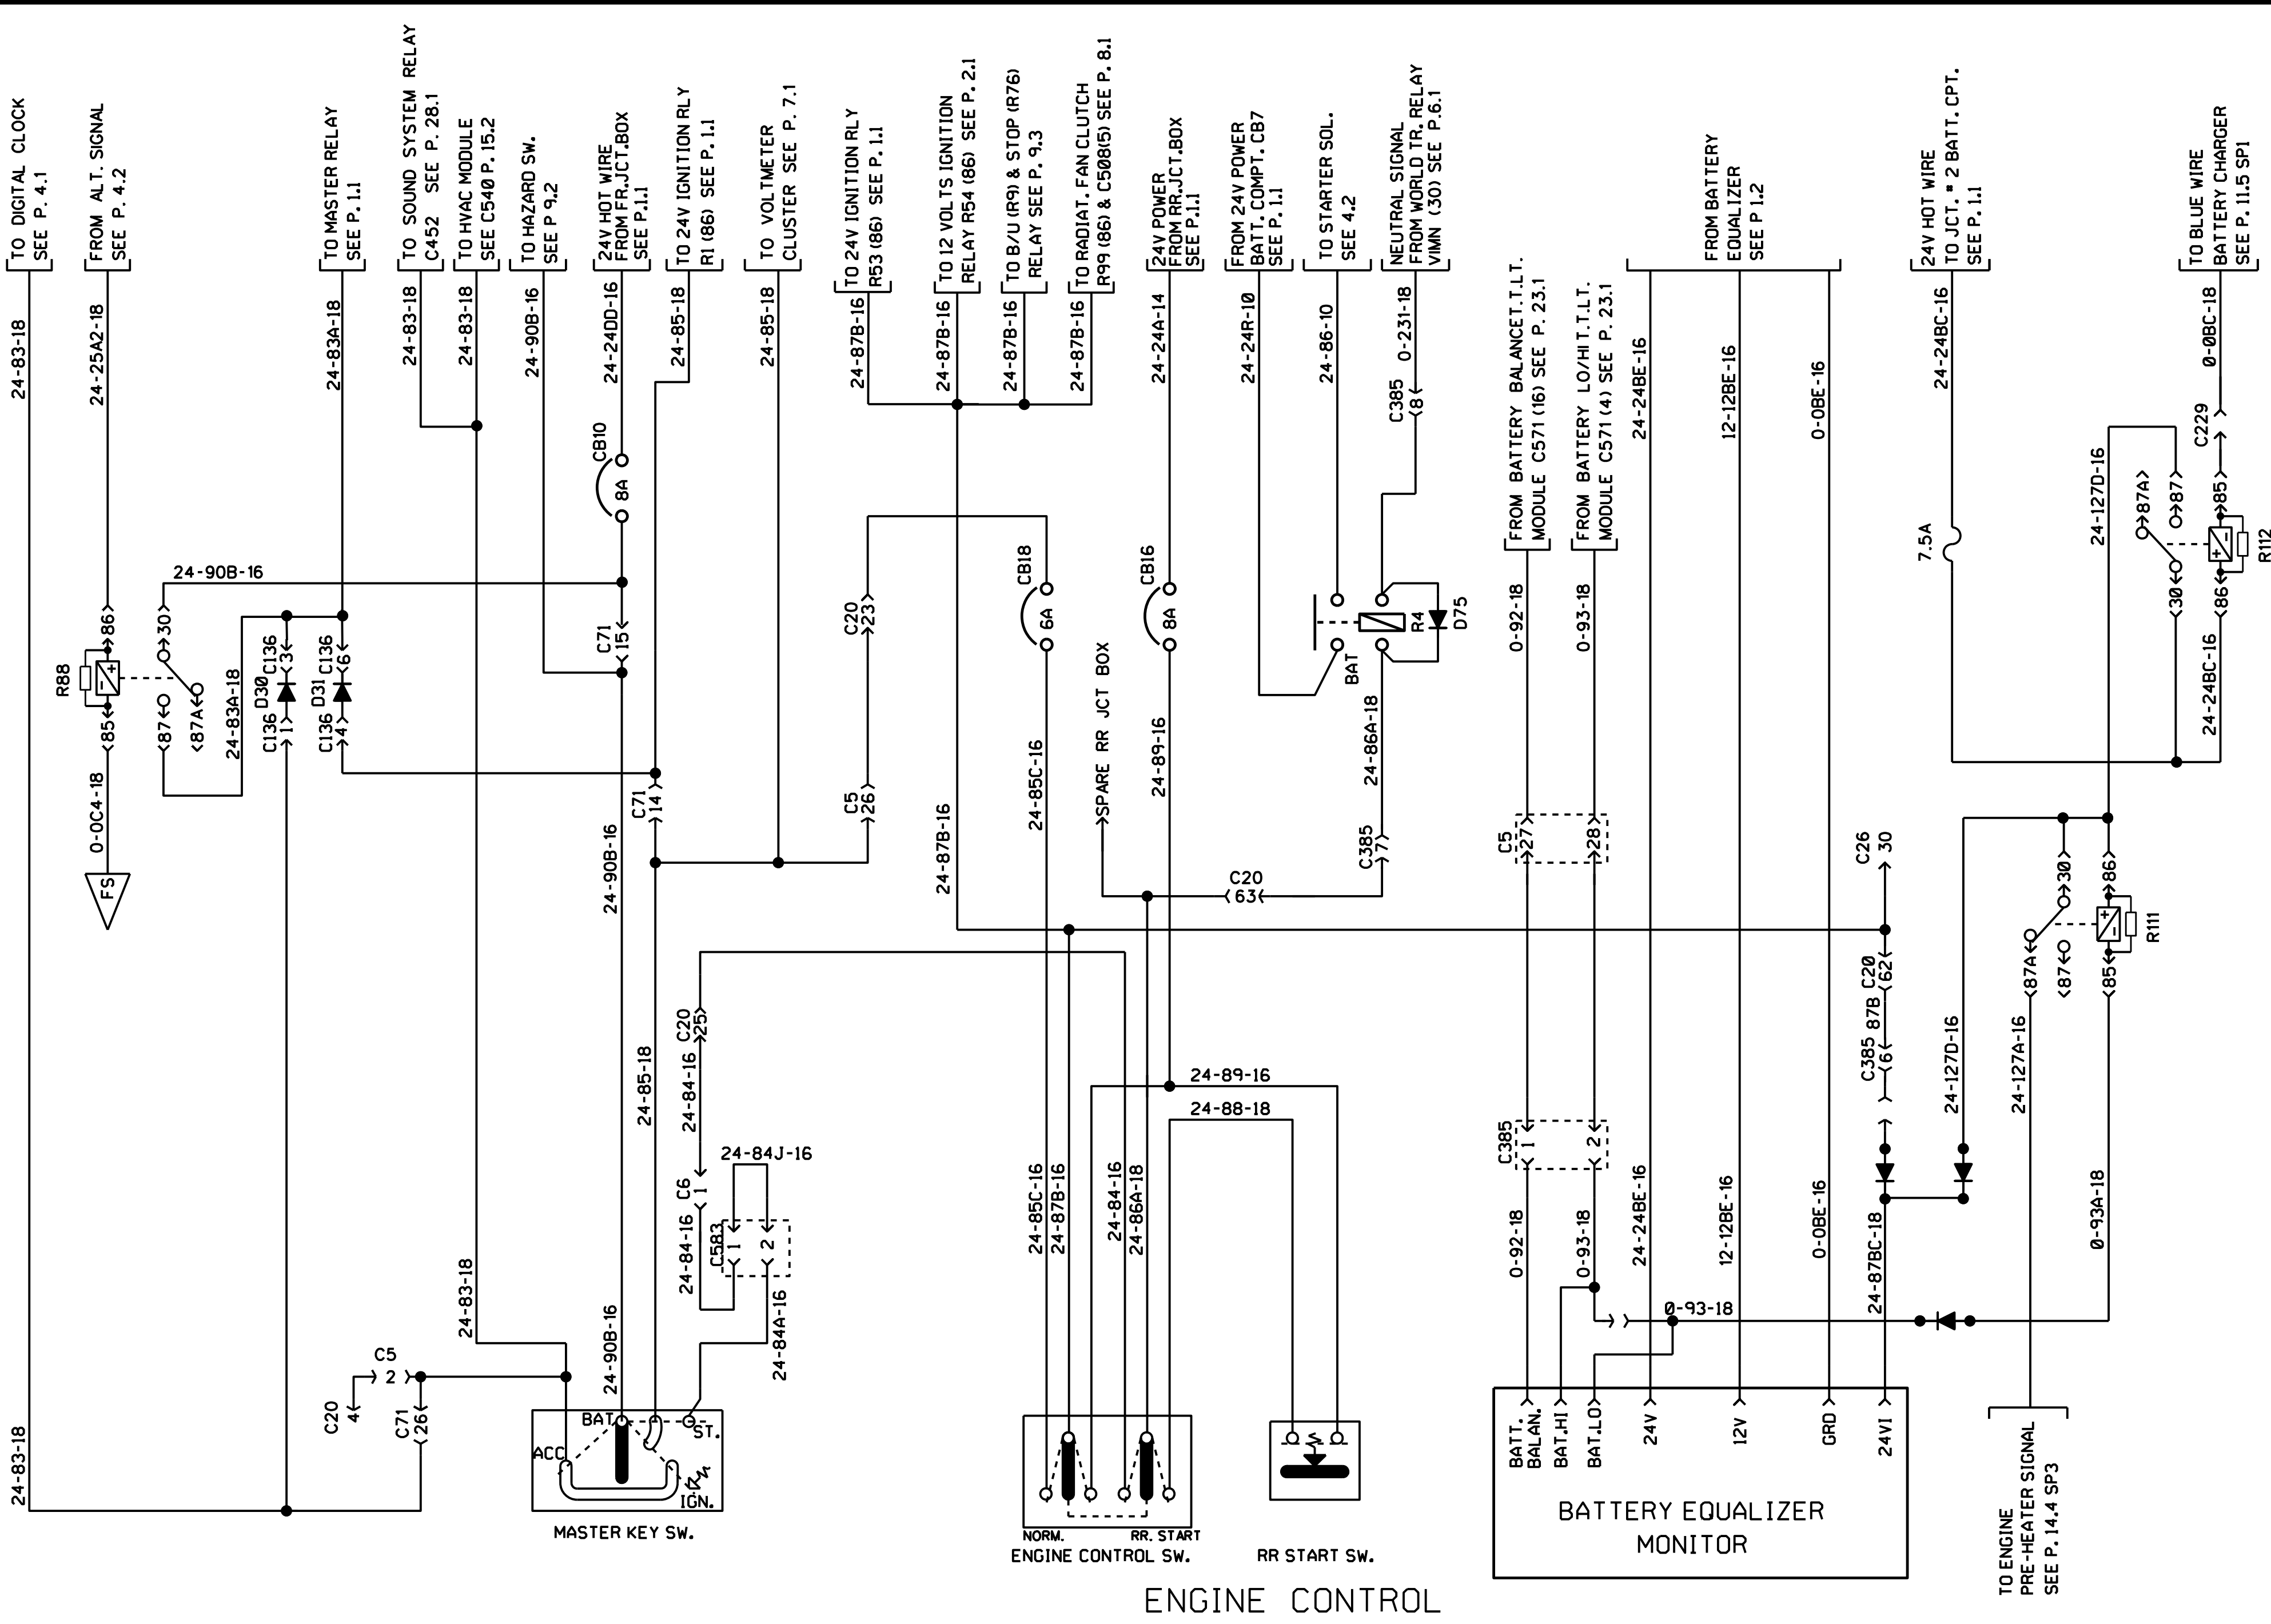 TO DIGITAL CLOCK
SEE P. 4.1
FROM ALT. SIGNAL
SEE P. 4.2
TO MASTER RELAY
SEE P. 1.1
TO SOUND SYSTEM RELAY
C452 SEE P. 28.1
TO HVAC MODULE
SEE C540 P. 15.2
TO HAZARD SW.
SEE P 9.2
24V HOT WIRE
FROM FR.JCT.BOX
SEE P.1.1
TO 24V IGNITION RLY
R1 (86) SEE P. 1.1
TO VOLTMETER
CLUSTER SEE P. 7.1
TO 24V IGNITION RLY
R53 (86) SEE P. 1.1
TO 12 VOLTS IGNITION
RELAY R54 (86) SEE P. 2.1
TO B/U (R9) & STOP (R76)
RELAY SEE P. 9.3
TO RADIAT. FAN CLUTCH
R99 (86) & C508(5) SEE P. 8.1
24V POWER
FROM RR.JCT.BOX
SEE P.1.1
FROM 24V POWER
BATT. COMPT. CB7
SEE P. 1.1
TO STARTER SOL.
SEE 4.2
NEUTRAL SIGNAL
FROM WORLD TR. RELAY
VIMN (30) SEE P.6.1
FROM BATTERY BALANCET.T.LT.
MODULE C571 (16) SEE P. 23.1
FROM BATTERY LO/HI T.T.LT.
MODULE C571 (4) SEE P. 23.1
FROM BATTERY
EQUALIZER
SEE P 1.2
24V HOT WIRE
TO JCT. # 2 BATT. CPT.
SEE P. 1.1
TO BLUE WIRE
BATTERY CHARGER
SEE P. 11.5 SP1
24-83-18
24-25A2-18
24-83A-18
24-83-18
24-83-18
24-90B-16
24-24DD-16
24-85-18
24-85-18
24-87B-16
24-87B-16
24-87B-16
24-87B-16
24-24A-14
24-24R-10
24-86-10
0-231-18
C385
8
24-24BE-16
12-12BE-16
0-0BE-16
24-24BC-16
0-0BC-18
C229
CB10
8A
24-90B-16
R88
86
85
30
87
87A
24-83A-18
0-0C4-18
FS
C136
3
D30
C136
1
C136
6
D31
C136
4
C71
15
C71
14
24-90B-16
C20
23
C5
26
CB18
6A
CB16
8A
24-87B-16
24-85C-16
SPARE RR JCT BOX
24-89-16
BAT
R4
D75
24-86A-18
C385
7
C20
63
0-92-18
0-93-18
C5
27
28
7.5A
24-127D-16
87A
87
30
85
86
R112
24-24BC-16
C26
30
30
86
87A
87
85
R111
C20
62
87B
C385
6
24-127D-16
24-127A-16
0-93A-18
24-85-18
C20
25
24-84-16
C6
1
24-84-16
24-84J-16
C583
1
2
24-84A-16
24-83-18
24-90B-16
24-89-16
24-88-18
24-85C-16
24-87B-16
24-84-16
24-86A-18
C385
1
2
0-92-18
0-93-18
24-24BE-16
12-12BE-16
0-0BE-16
24-87BC-18
0-93-18
24-83-18
C5
2
C20
4
C71
26
BAT
ACC
ST.
IGN.
MASTER KEY SW.
NORM.
RR. START
ENGINE CONTROL SW.
RR START SW.
BATT.
BALAN.
BAT.HI
BAT.LO
24V
12V
GRD
24VI
BATTERY EQUALIZER
MONITOR
TO ENGINE
PRE-HEATER SIGNAL
SEE P. 14.4 SP3
ENGINE CONTROL